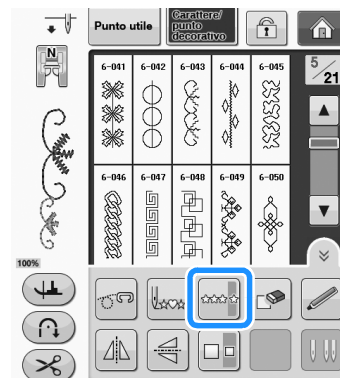 Punto utile
Carattere/ punto decorativo
N
6-041 6-042 6-043 6-044 6-045
5/21
6-046 6-047 6-048 6-049 6-050
100%